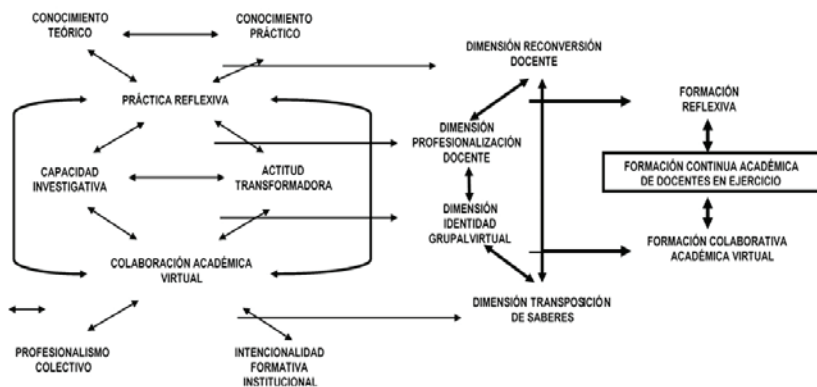 CONOCIMIENTO
TEÓRICO
CONOCIMIENTO
PRÁCTICO
PRÁCTICA REFLEXIVA
CAPACIDAD
INVESTIGATIVA
ACTITUD
TRANSFORMADORA
COLABORACIÓN ACADÉMICA
VIRTUAL
PROFESIONALISMO
COLECTIVO
INTENCIONALIDAD
FORMATIVA
INSTITUCIONAL
DIMENSIÓN RECONVERSIÓN
DOCENTE
DIMENSIÓN
PROFESIONALIZACIÓN
DOCENTE
DIMENSIÓN
IDENTIDAD
GRUPALVIRTUAL
DIMENSIÓN TRANSPOSICIÓN
DE SABERES
FORMACIÓN
REFLEXIVA
FORMACIÓN CONTINUA ACADÉMICA
DE DOCENTES EN EJERCICIO
FORMACIÓN COLABORATIVA
ACADÉMICA VIRTUAL